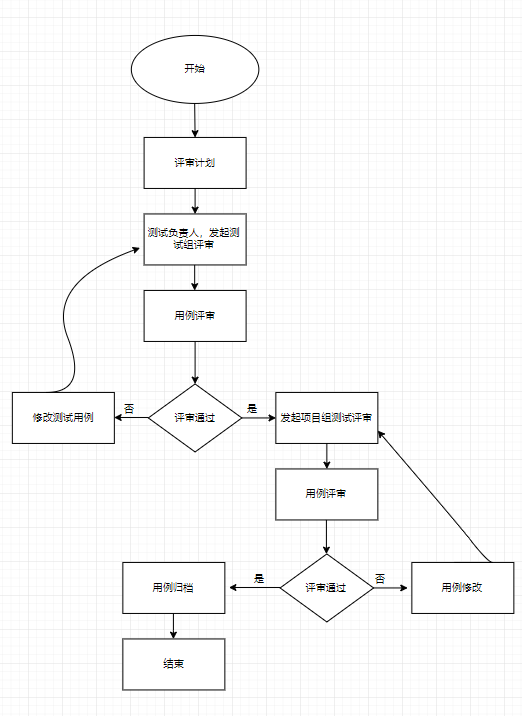 开始
评审计划
测试负责人，发起测
试组评审
用例评审
评审通过
否
是
修改测试用例
发起项目组测试评审
用例评审
评审通过
是
否
用例归档
用例修改
结束